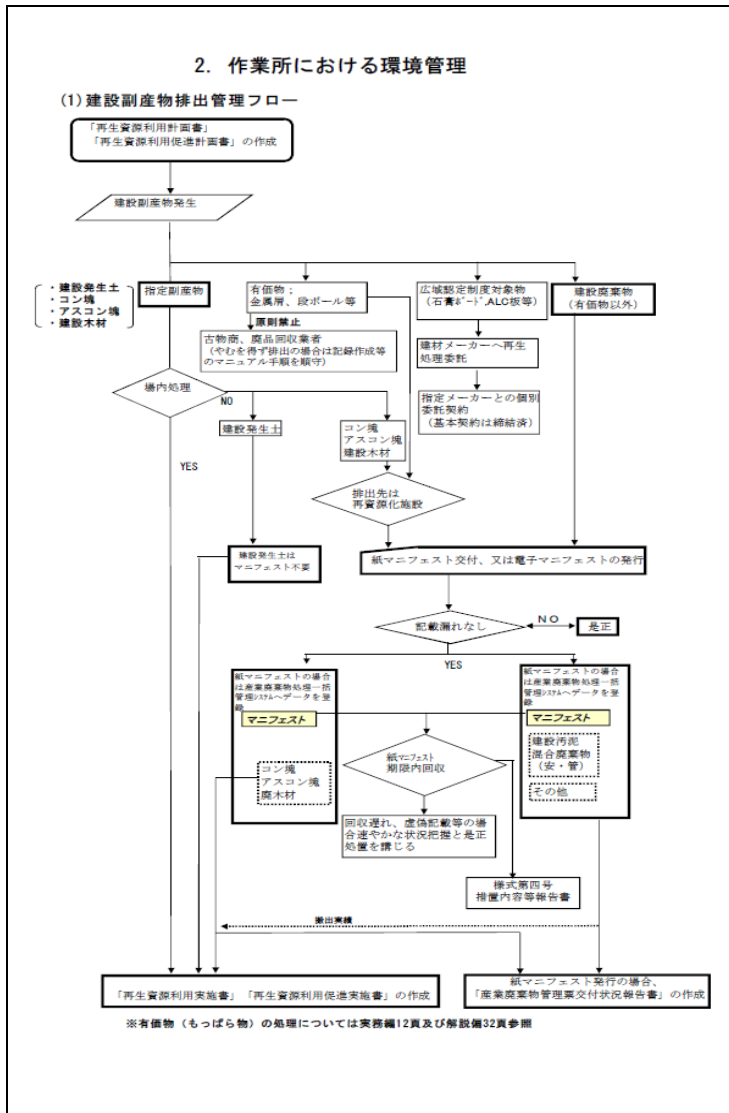 2. 作業所における環境管理
(1)建設副産物排出管理フロー
「再生資源利用計画書」
「再生資源利用促進計画書」の作成
建設副産物発生
・建設発生土
・コン塊
・アスコン塊
・建設木材
指定副産物
有価物；
金属層、段ボール等
広域認定制度対象物
（石膏ボード,ALC板等）
建設廃棄物
（有価物以外）
原則禁止
古物商、廃品回収業者
（やむを得ず排出の場合は記録作成等
のマニュアル手順を順守）
建材メーカーへ再生
処理委託
指定メーカーとの個別
委託契約
（基本契約は締結済）
場内処理
NO
YES
建設発生土
コン塊
アスコン塊
建設木材
排出先は
再資源化施設
建設発生土は
マニフェスト不要
紙マニフェスト交付、又は電子マニフェストの発行
記載漏れなし
NO
是正
YES
紙マニフェストの場合
は産業廃棄物処理一括
管理システムへデータを登
録
マニフェスト
コン塊
アスコン塊
廃木材
紙マニフェスト
期限内回収
紙マニフェストの場合
は産業廃棄物処理一括
管理システムへデータを登
録
マニフェスト
建設汚泥
混合廃棄物
（安・管）
その他
回収遅れ、虚偽記載等の場
合速やかな状況把握と是正
処置を講じる
様式第四号
措置内容等報告書
搬出実績
「再生資源利用実施書」「再生資源利用促進実施書」の作成
紙マニフェスト発行の場合、
「産業廃棄物管理票交付状況報告書」の作成
※有価物（もっぱら物）の処理については実務編12頁及び解説備32頁参照